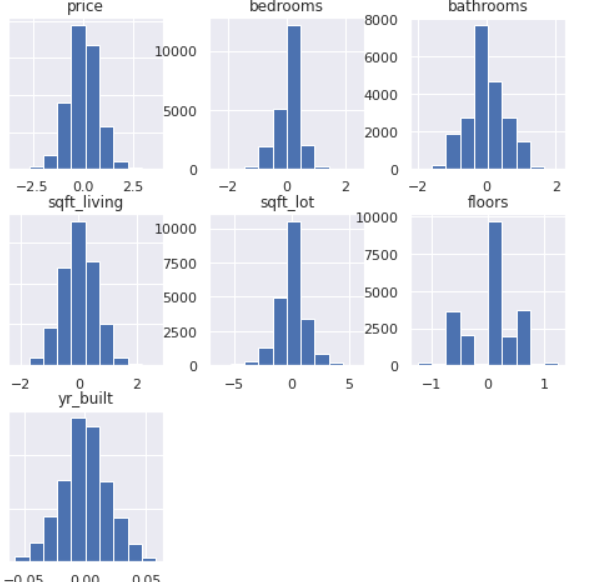 price bedrooms bathrooms
8000
10000
6000
5000
4000
2000
0 0
−2.5 0.0 2.5 −2 0 2 −2 0 2
sqft_living sqft_lot floors
10000 10000
7500 7500
5000 5000
2500 2500
0 0
−2 0 2 −5 0 5 −1 0 1
yr_built
−0.05 0.00 0.05